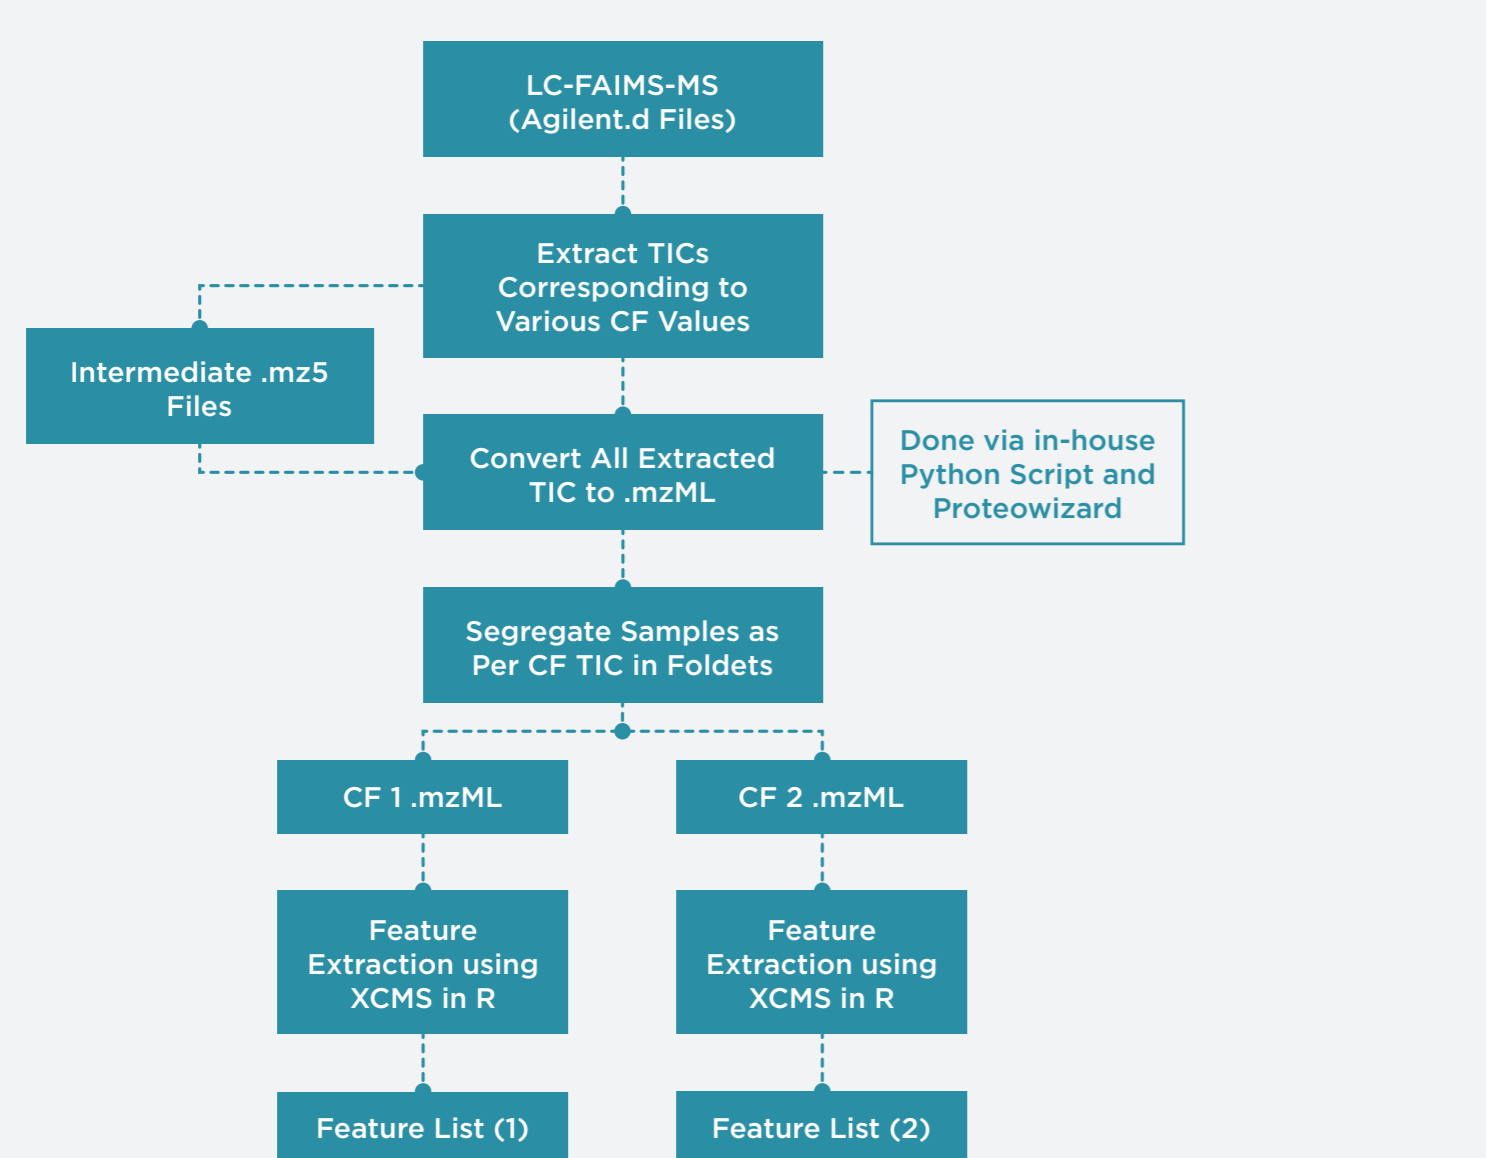 LC-FAIMS-MS
(Agilent.d Files)
Extract TICs
Corresponding to
Various CF Values
Intermediate .mz5
Files
Convert All Extracted
TIC to .mzML
Done via in-house
Python Script and
Proteowizard
Segregate Samples as
Per CF TIC in Foldets
CF 1 .mzML
CF 2 .mzML
Feature
Extraction using
XCMS in R
Feature
Extraction using
XCMS in R
Feature List (1)
Feature List (2)